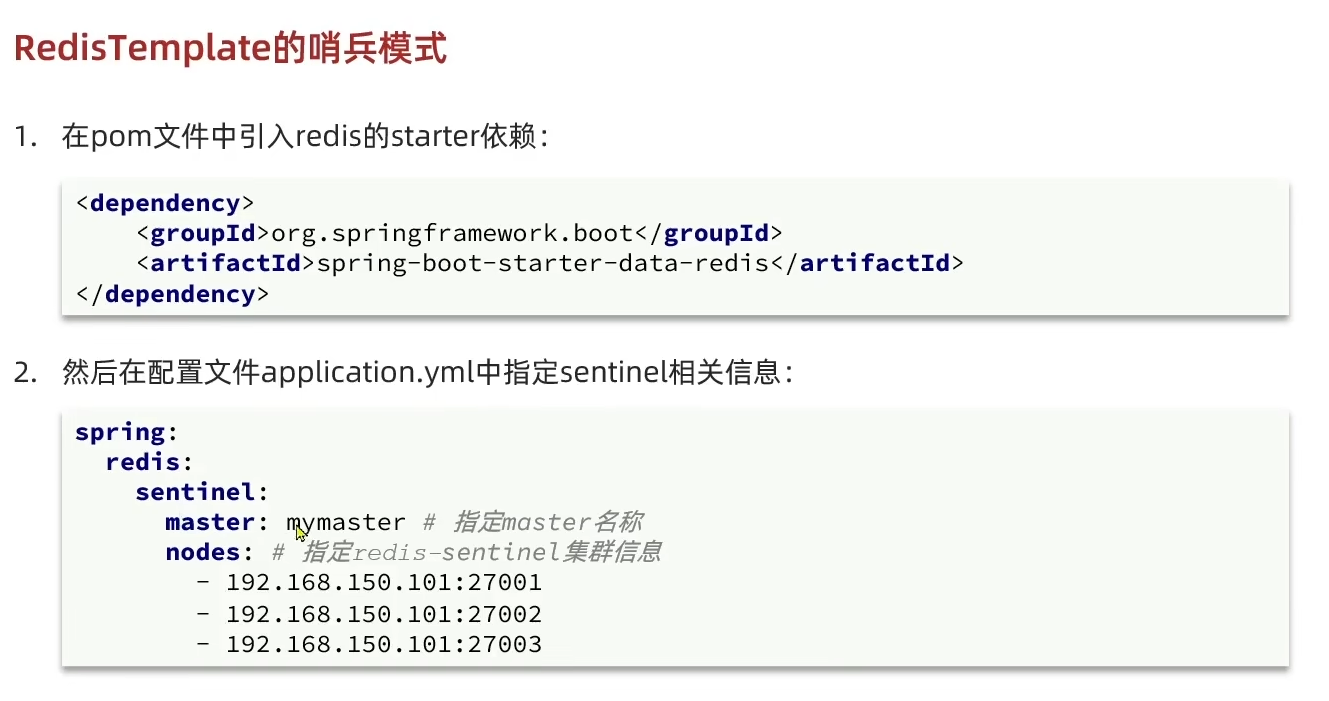 RedisTemplate的哨兵模式
1. 在pom文件中引入redis的starter依赖：
<dependency>
    <groupId>org.springframework.boot</groupId>
    <artifactId>spring-boot-starter-data-redis</artifactId>
</dependency>
2. 然后在配置文件application.yml中指定sentinel相关信息：
spring:
  redis:
    sentinel:
      master: mymaster # 指定master名称
      nodes: # 指定redis-sentinel集群信息
        - 192.168.150.101:27001
        - 192.168.150.101:27002
        - 192.168.150.101:27003